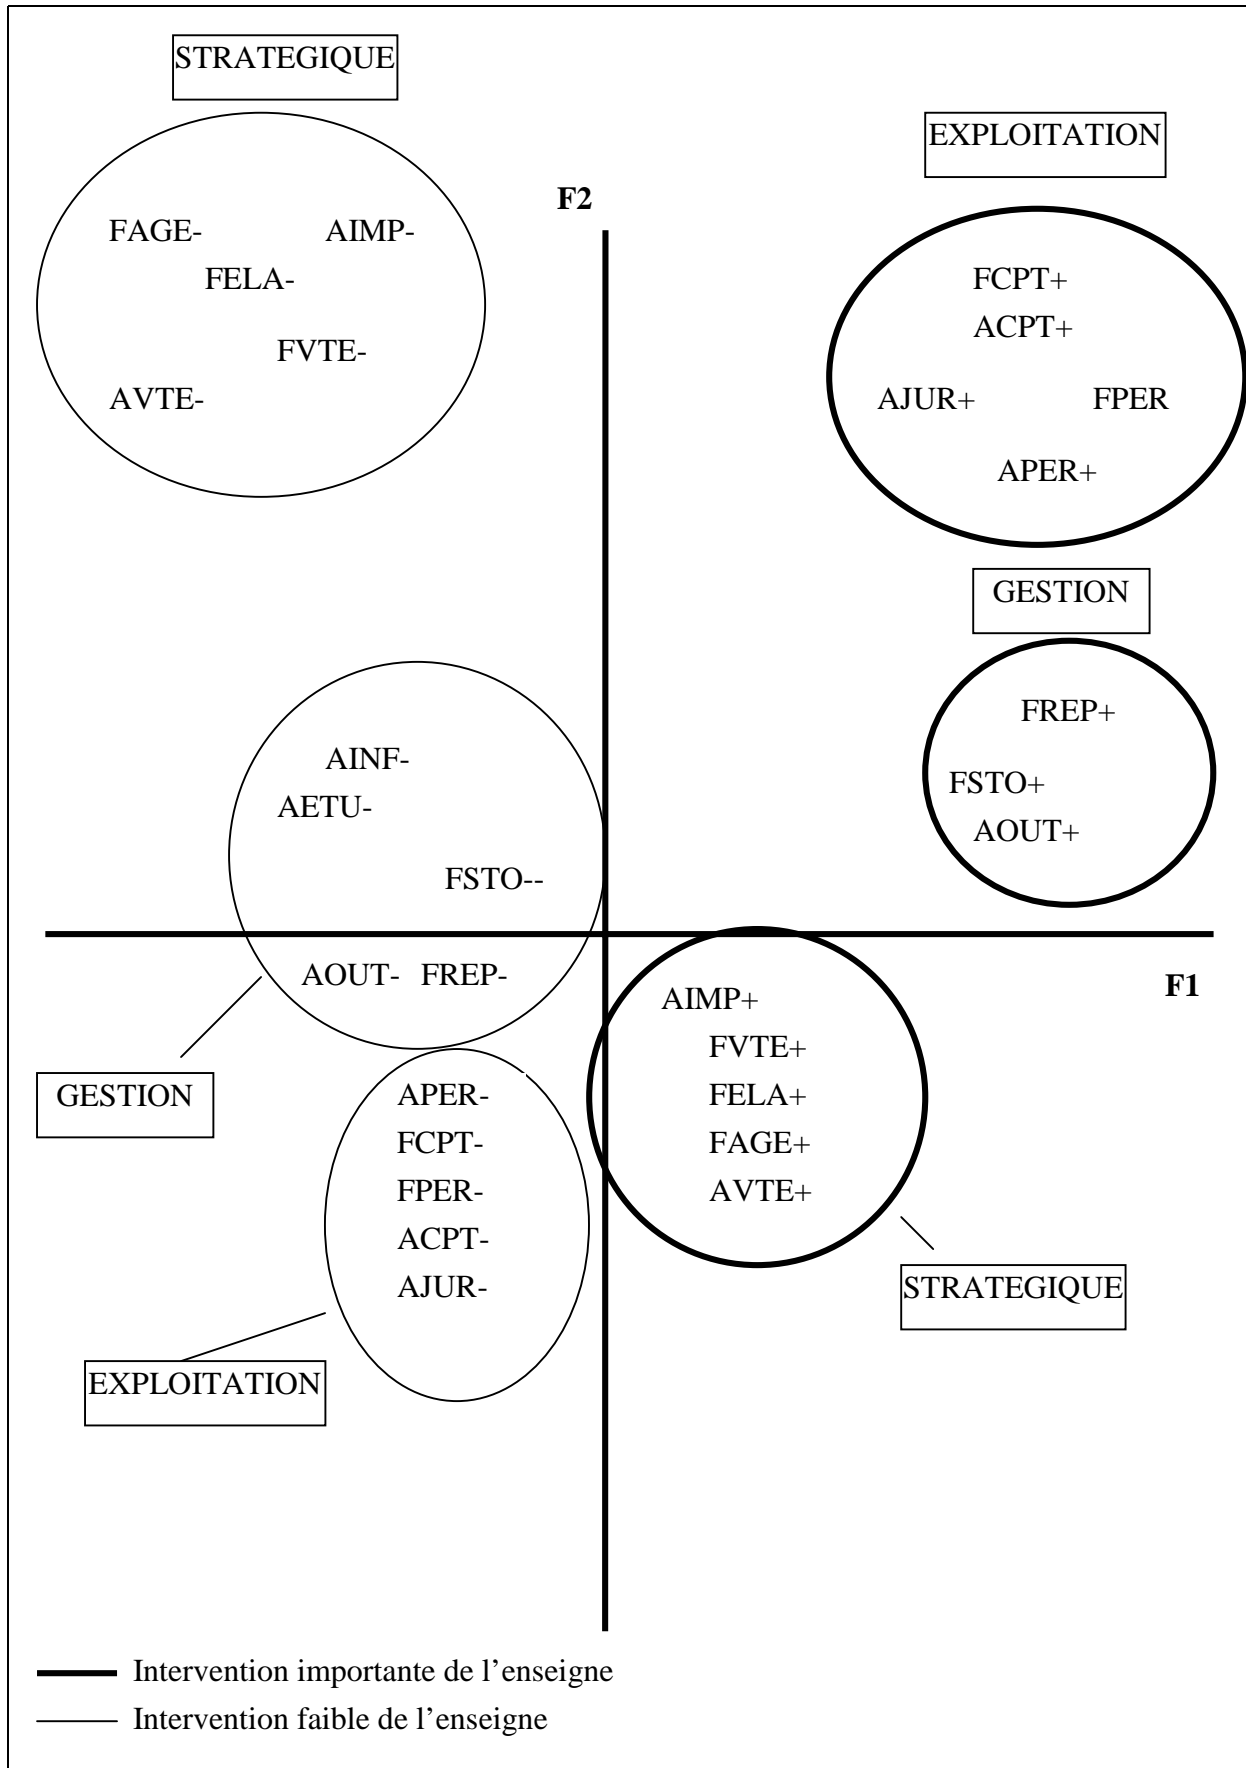 STRATEGIQUE
EXPLOITATION
F2
FAGE- AIMP-
FELA-
FVTE-
AVTE-
FCPT+
ACPT+
AJUR+ FPER
APER+
GESTION
FREP+
FSTO+
AOUT+
AINF-
AETU-
FSTO--
AOUT- FREP-
F1
AIMP+
FVTE+
FELA+
FAGE+
AVTE+
GESTION
APER-
FCPT-
FPER-
ACPT-
AJUR-
STRATEGIQUE
EXPLOITATION
Intervention importante de l’enseigne
Intervention faible de l’enseigne